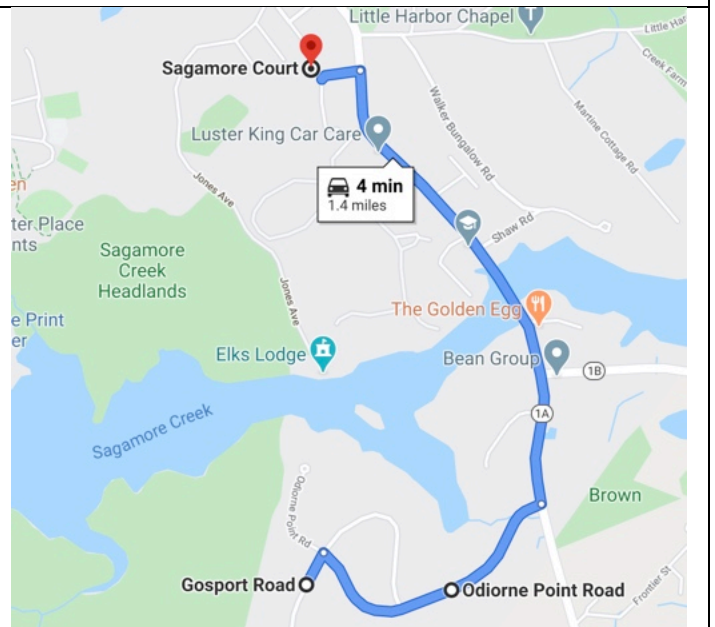 Little Harbor Chapel
Little Har
Creek Farm
Sagamore Court
Luster King Car Care
Walker Bungalow Rd
Martine Cottage Rd
4 min
1.4 miles
en
Jones Ave
ter Place
nts
Shaw Rd
Sagamore
Creek
Headlands
Jones Ave
The Golden Egg
e Print
er
Elks Lodge
Bean Group
1B
1A
Sagamore Creek
Odiorne Point Rd
Brown
Gosport Road
Odiorne Point Road
Frontier St